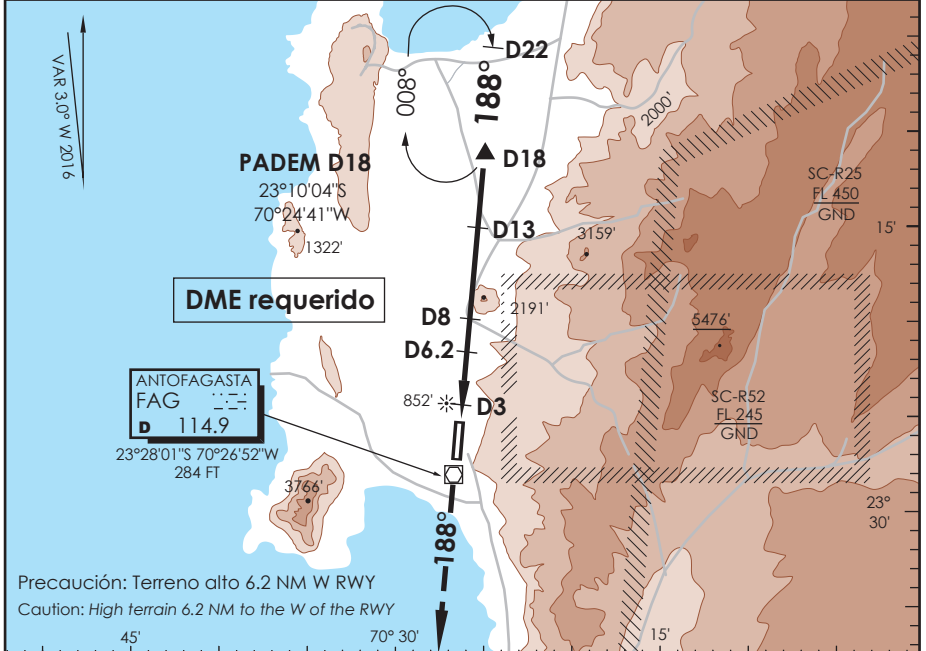 VAR 3.0° W 2016
008°
188°
D22
PADEM D18
23°10'04"S
70°24'41"W
1322'
D18
D13
2000'
3159'
SC-R25
FL 450
GND
15'
DME requerido
D8
2191'
D6.2
5476'
852'
D3
SC-R52
FL 245
GND
ANTOFAGASTA
FAG
D 114.9
23°28'01"S 70°26'52"W
284 FT
3766'
188°
23°
30'
Precaución: Terreno alto 6.2 NM W RWY
Caution: High terrain 6.2 NM to the W of the RWY
45'
70° 30'
15'